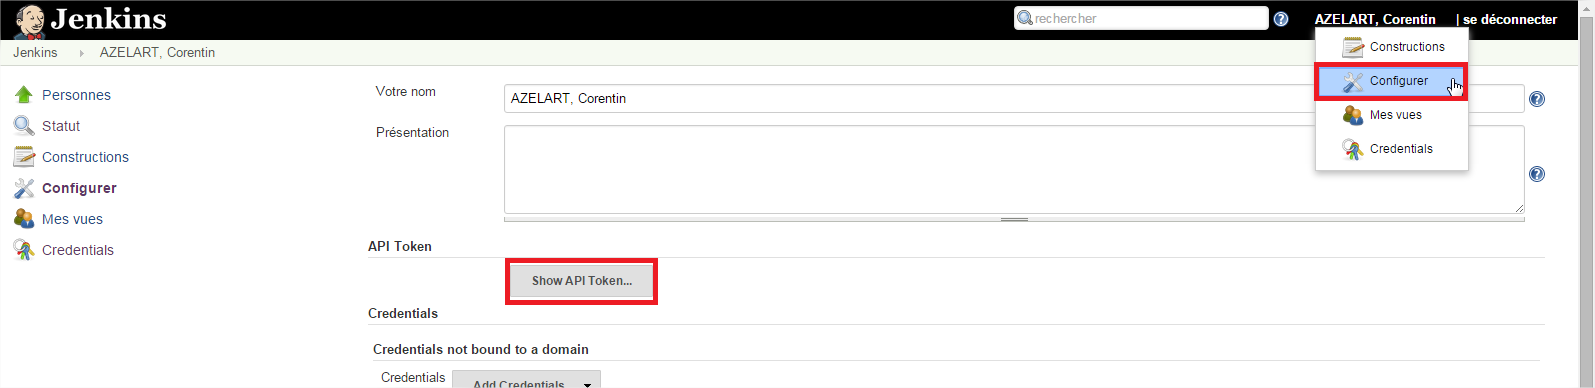 Jenkins
rechercher
AZELART, Corentin | se déconnecter
Jenkins AZELART, Corentin
Constructions
Configurer
Mes vues
Credentials
Personnes
Statut
Constructions
Configurer
Mes vues
Credentials
Votre nom
AZELART, Corentin
Présentation
API Token
Show API Token...
Credentials
Credentials not bound to a domain
Credentials
Add Credentials